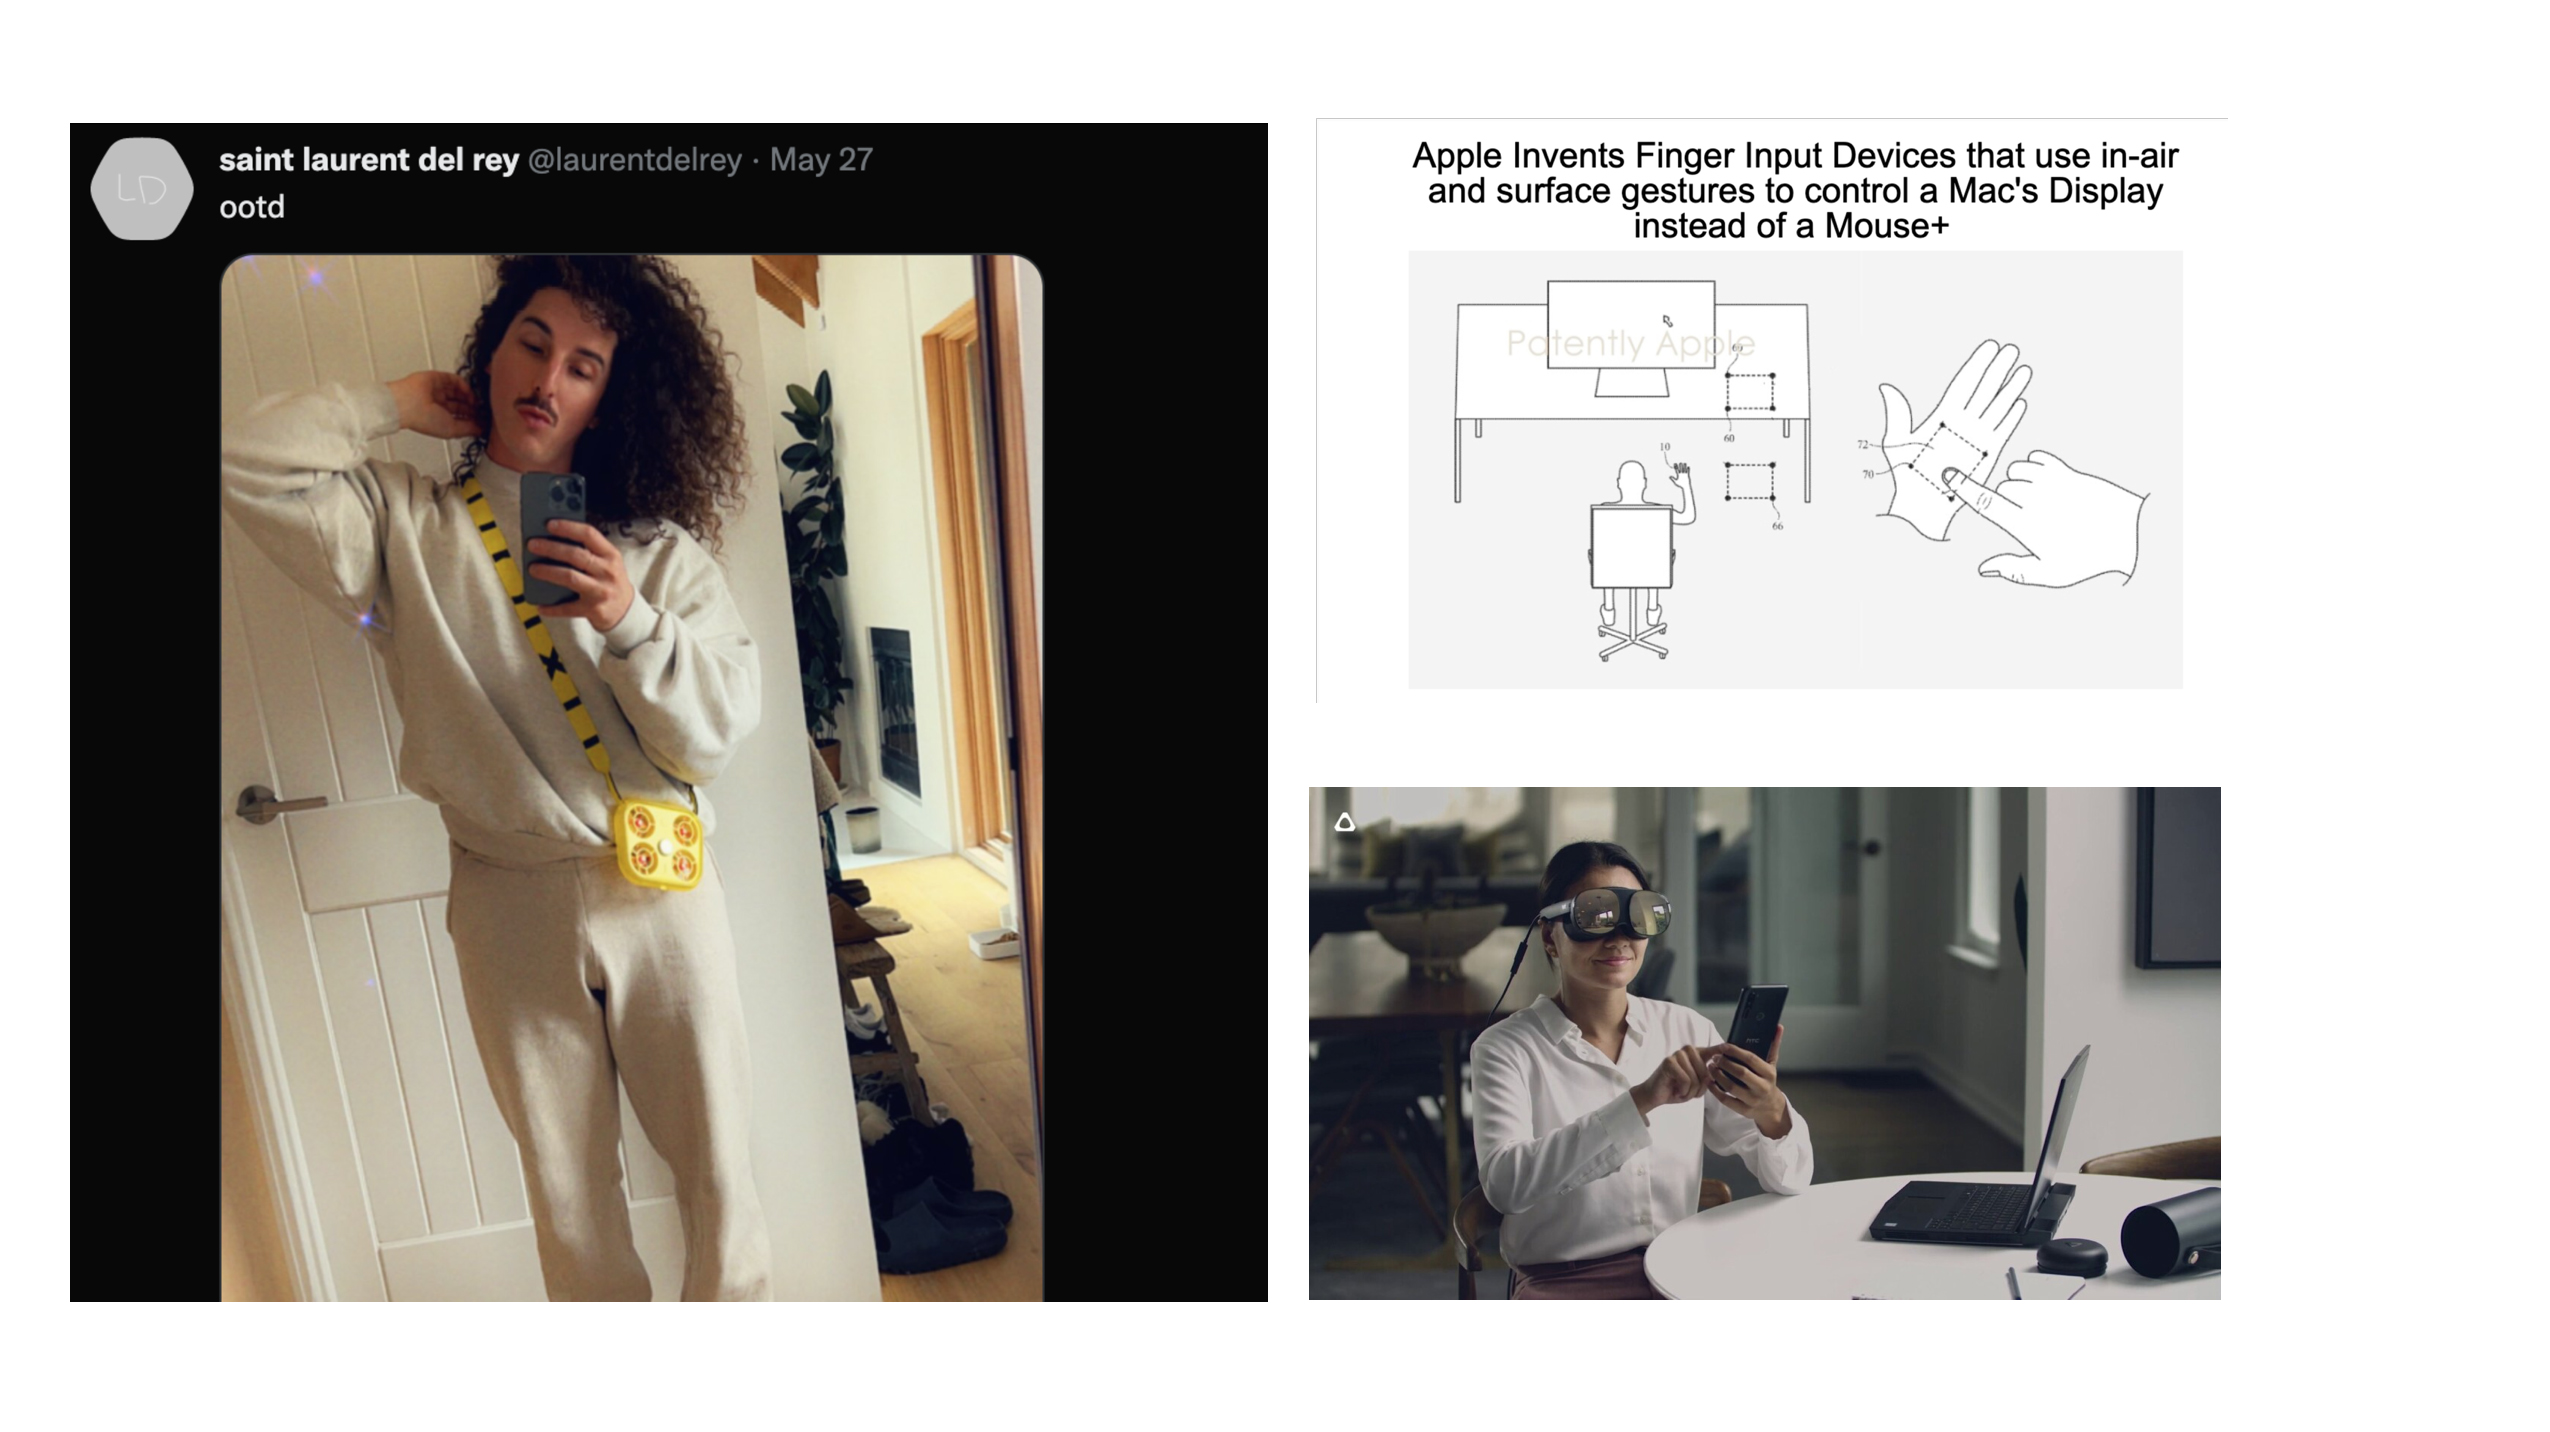 saint laurent del rey @laurentdelrey · May 27
ootd
LD
Apple Invents Finger Input Devices that use in-air
and surface gestures to control a Mac's Display
instead of a Mouse+
Patently Apple
69
60
10
66
72
70
hTC